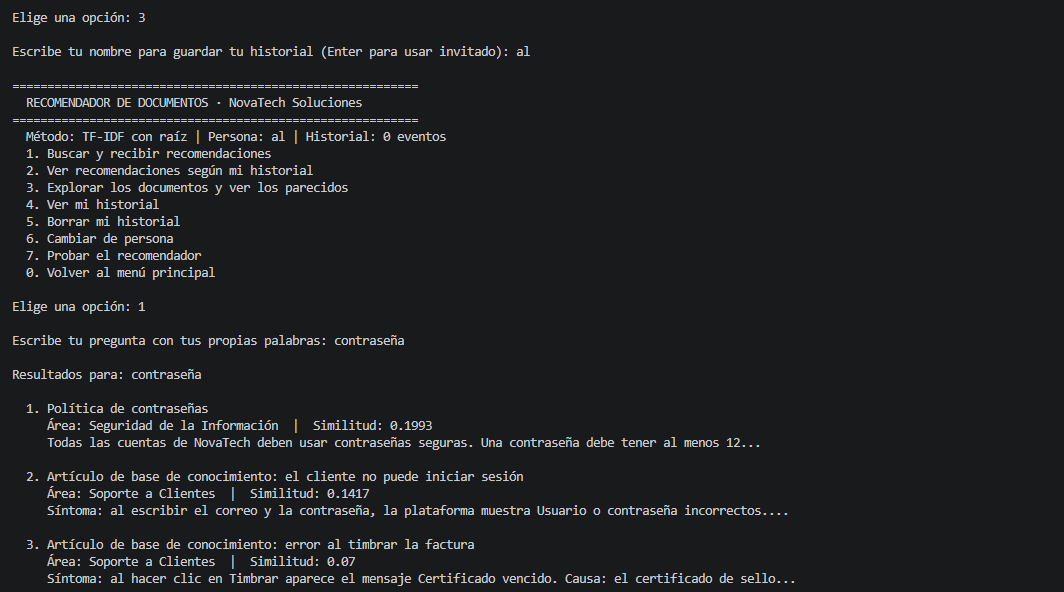 Elige una opción: 3
Escribe tu nombre para guardar tu historial (Enter para usar invitado): al
==========================================================
RECOMENDADOR DE DOCUMENTOS · NovaTech Soluciones
==========================================================
Método: TF-IDF con raíz | Persona: al | Historial: 0 eventos
1. Buscar y recibir recomendaciones
2. Ver recomendaciones según mi historial
3. Explorar los documentos y ver los parecidos
4. Ver mi historial
5. Borrar mi historial
6. Cambiar de persona
7. Probar el recomendador
0. Volver al menú principal
Elige una opción: 1
Escribe tu pregunta con tus propias palabras: contraseña
Resultados para: contraseña
1. Política de contraseñas
Área: Seguridad de la Información | Similitud: 0.1993
Todas las cuentas de NovaTech deben usar contraseñas seguras. Una contraseña debe tener al menos 12...
2. Artículo de base de conocimiento: el cliente no puede iniciar sesión
Área: Soporte a Clientes | Similitud: 0.1417
Síntoma: al escribir el correo y la contraseña, la plataforma muestra Usuario o contraseña incorrectos....
3. Artículo de base de conocimiento: error al timbrar la factura
Área: Soporte a Clientes | Similitud: 0.07
Síntoma: al hacer clic en Timbrar aparece el mensaje Certificado vencido. Causa: el certificado de sello...